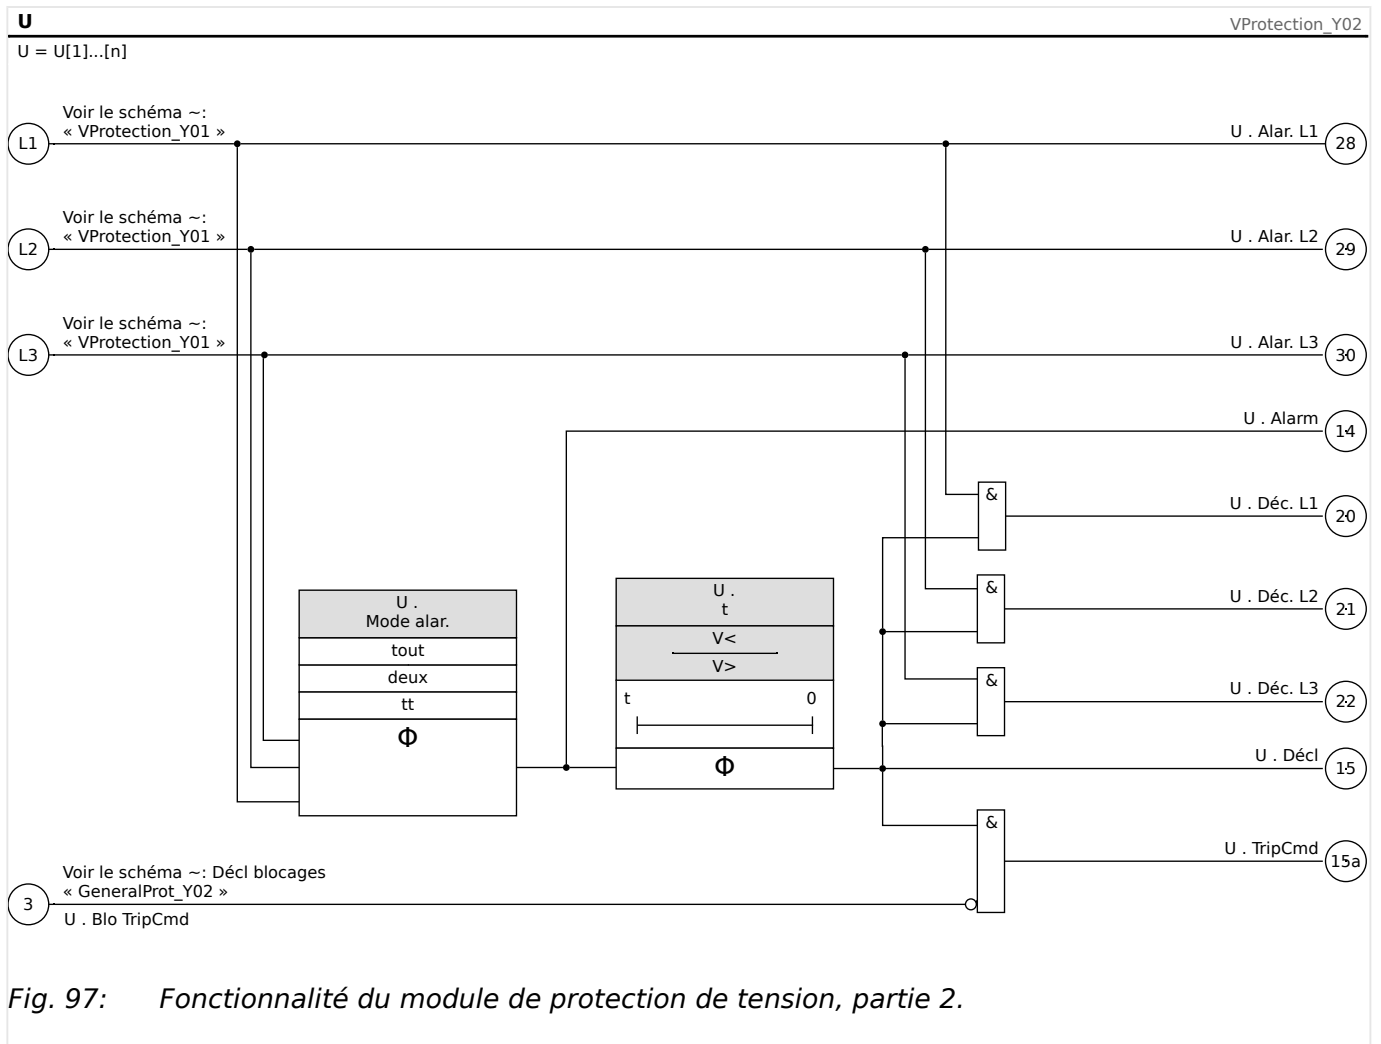 U
VProtection_Y02
U = U[1]...[n]
Voir le schéma ~:
« VProtection_Y01 »
L1
U . Alar. L1
28
Voir le schéma ~:
« VProtection_Y01 »
L2
U . Alar. L2
29
Voir le schéma ~:
« VProtection_Y01 »
L3
U . Alar. L3
30
U . Alarm
14
&
U . Déc. L1
20
&
U . Déc. L2
21
&
U . Déc. L3
22
U .
Mode alar.
tout
deux
tt
Φ
U .
t
V<
V>
t 0
Φ
U . Décl
15
&
U . TripCmd
15a
Voir le schéma ~: Décl blocages
« GeneralProt_Y02 »
3
U . Blo TripCmd
Fig. 97: Fonctionnalité du module de protection de tension, partie 2.